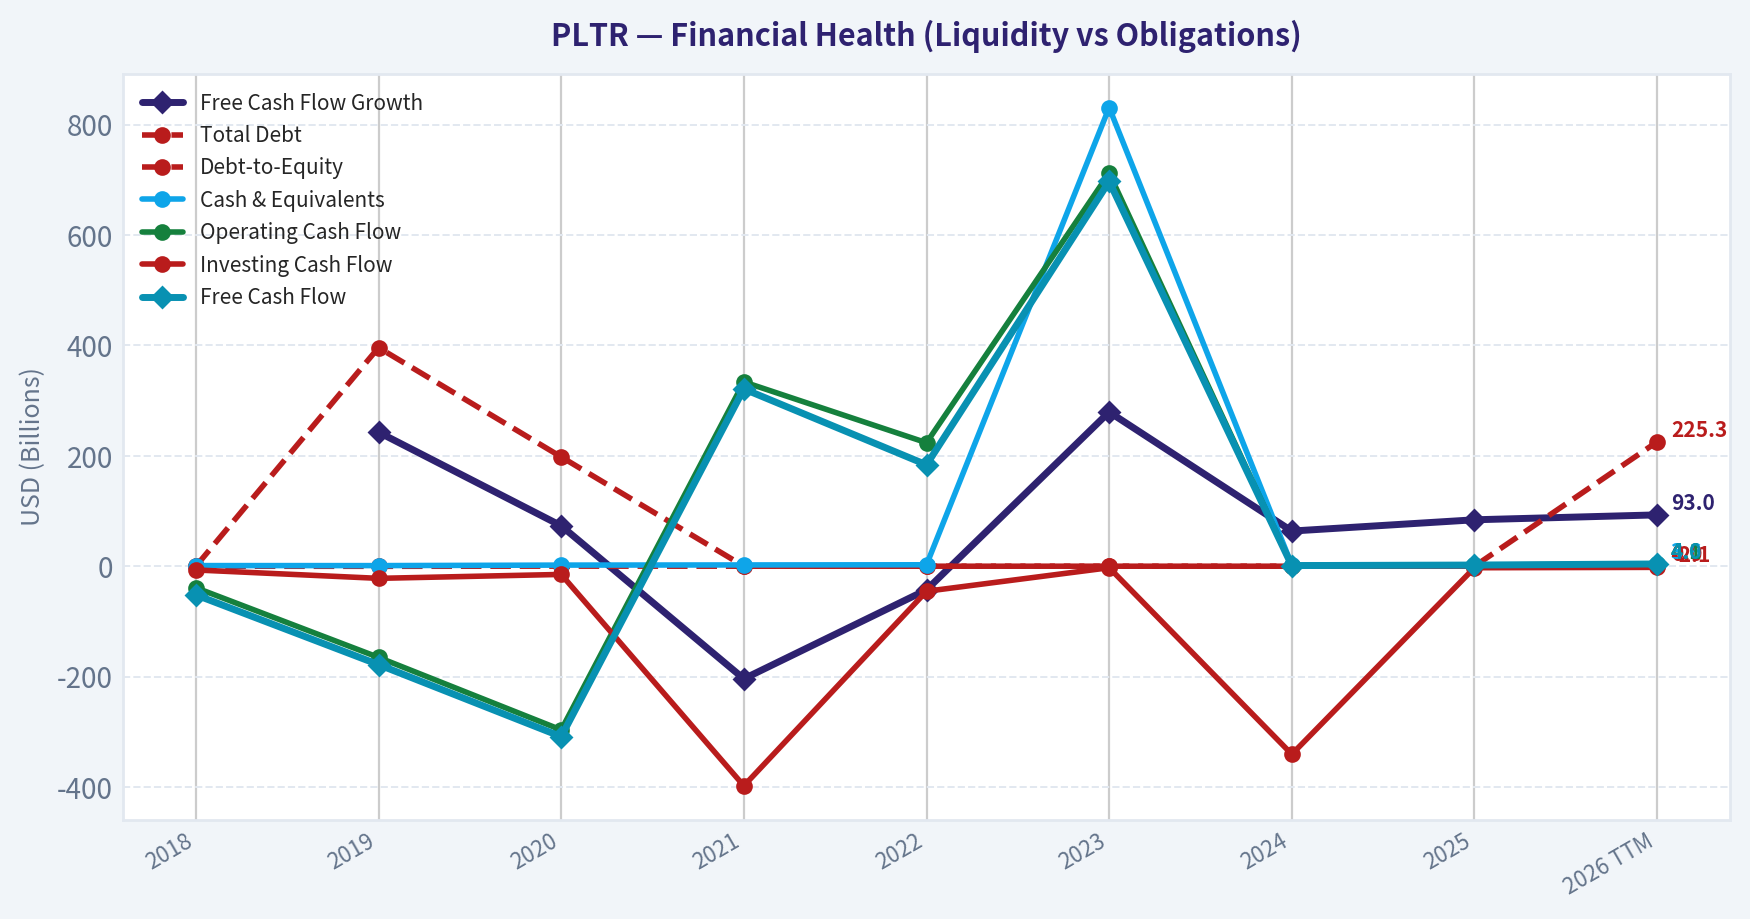 PLTR — Financial Health (Liquidity vs Obligations)
Free Cash Flow Growth
Total Debt
Debt-to-Equity
Cash & Equivalents
Operating Cash Flow
Investing Cash Flow
Free Cash Flow
USD (Billions)
800
600
400
200
0
-200
-400
225.3
93.0
2018
2019
2020
2021
2022
2023
2024
2025
2026 TTM